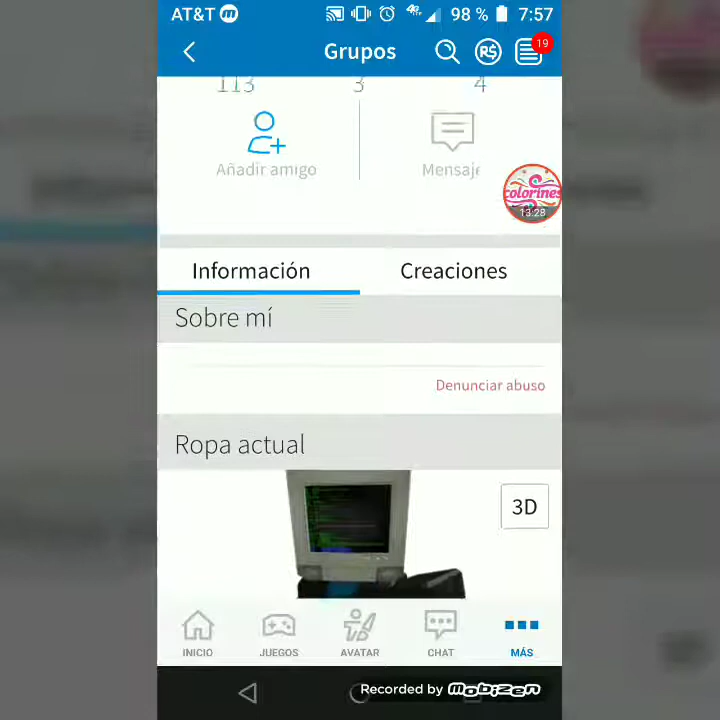 AT&T 4G 98 % 7:57
Grupos R$ 19
113 3 4
Añadir amigo Mensaje
colorines
13:28
Información Creaciones
Sobre mí
Denunciar abuso
Ropa actual
3D
INICIO JUEGOS AVATAR CHAT MÁS
Recorded by Mobizen